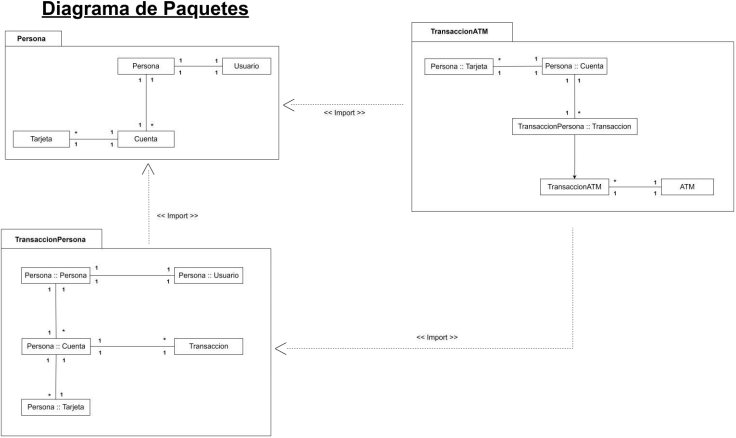 Diagrama de Paquetes
Persona
Persona
1
1
1
1
Usuario
1
1
1
*
Tarjeta
*
1
1
1
Cuenta
<< Import >>
TransaccionATM
Persona :: Tarjeta
*
1
1
1
Persona :: Cuenta
1
1
1
*
TransaccionPersona :: Transaccion
TransaccionATM
*
1
1
1
ATM
<< Import >>
TransaccionPersona
Persona :: Persona
1
1
1
1
Persona :: Usuario
1
1
1
*
Persona :: Cuenta
1
1
*
1
Transaccion
1
1
*
1
Persona :: Tarjeta
<< Import >>